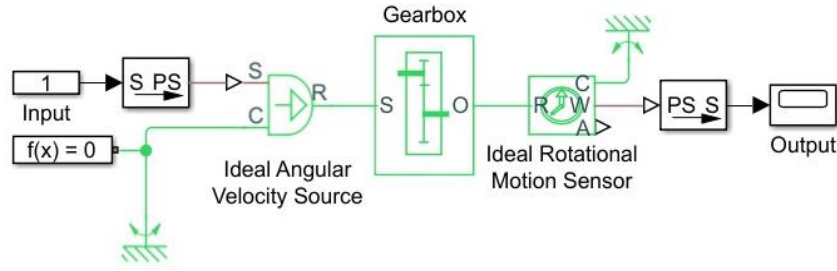 Gearbox
1
S PS
S
C
R
S
O
R
C
W
A
PS S
Input
f(x) = 0
Ideal Angular
Velocity Source
Ideal Rotational
Motion Sensor
Output